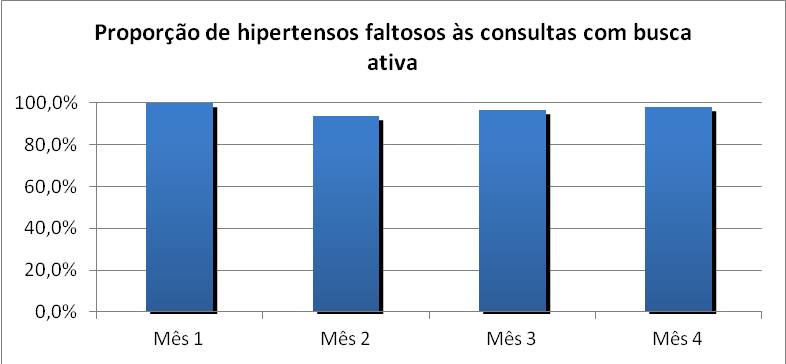 Proporção de hipertensos faltosos às consultas com busca
ativa
100,0%
80,0%
60,0%
40,0%
20,0%
0,0%
Mês 1
Mês 2
Mês 3
Mês 4